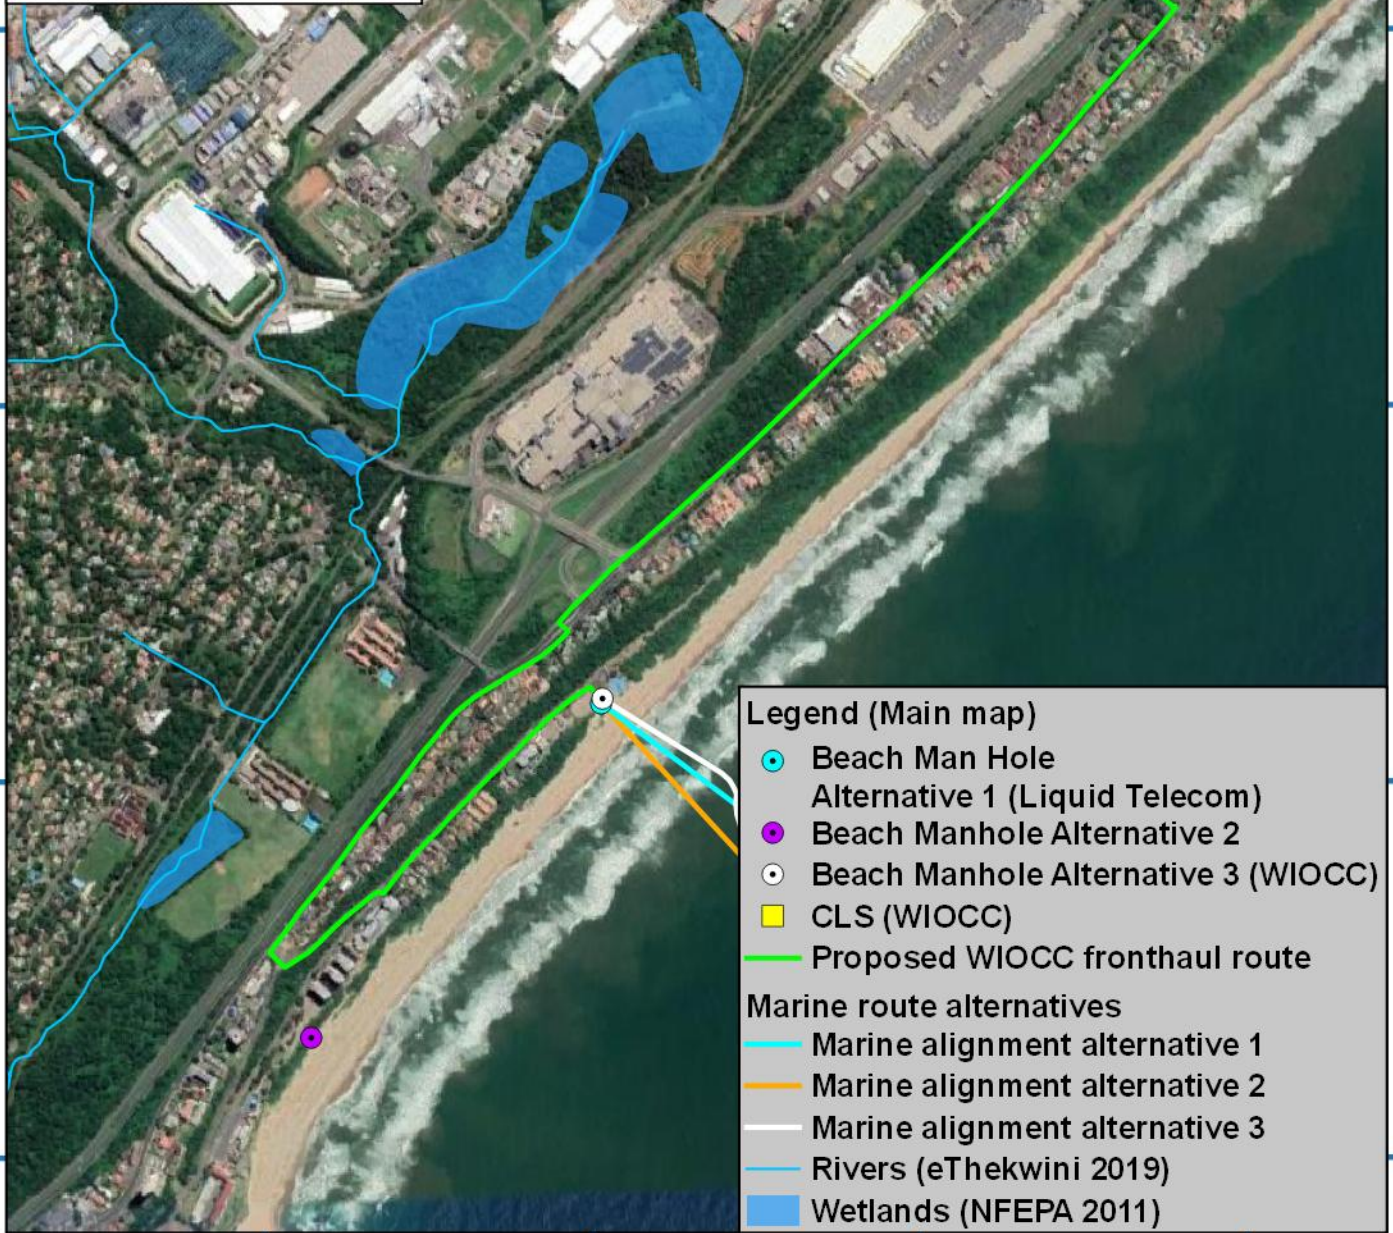 Legend (Main map)
Beach Man Hole
Alternative 1 (Liquid Telecom)
Beach Manhole Alternative 2
Beach Manhole Alternative 3 (WIOCC)
CLS (WIOCC)
Proposed WIOCC fronthaul route
Marine route alternatives
Marine alignment alternative 1
Marine alignment alternative 2
Marine alignment alternative 3
Rivers (eThekwini 2019)
Wetlands (NFEPA 2011)